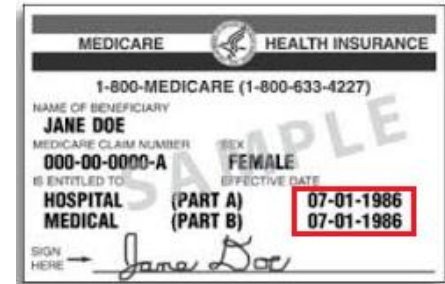 MEDICARE HEALTH INSURANCE
1-800-MEDICARE (1-800-633-4227)
NAME OF BENEFICIARY
JANE DOE
MEDICARE CLAIM NUMBER SEX
000-00-0000-A FEMALE
IS ENTITLED TO EFFECTIVE DATE
HOSPITAL (PART A) 07-01-1986
MEDICAL (PART B) 07-01-1986
SIGN
HERE → Jane Doe
SAMPLE